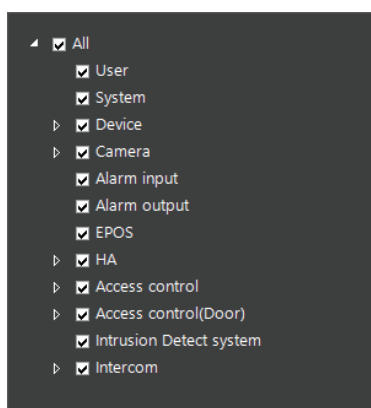 All
User
System
Device
Camera
Alarm input
Alarm output
EPOS
HA
Access control
Access control(Door)
Intrusion Detect system
Intercom